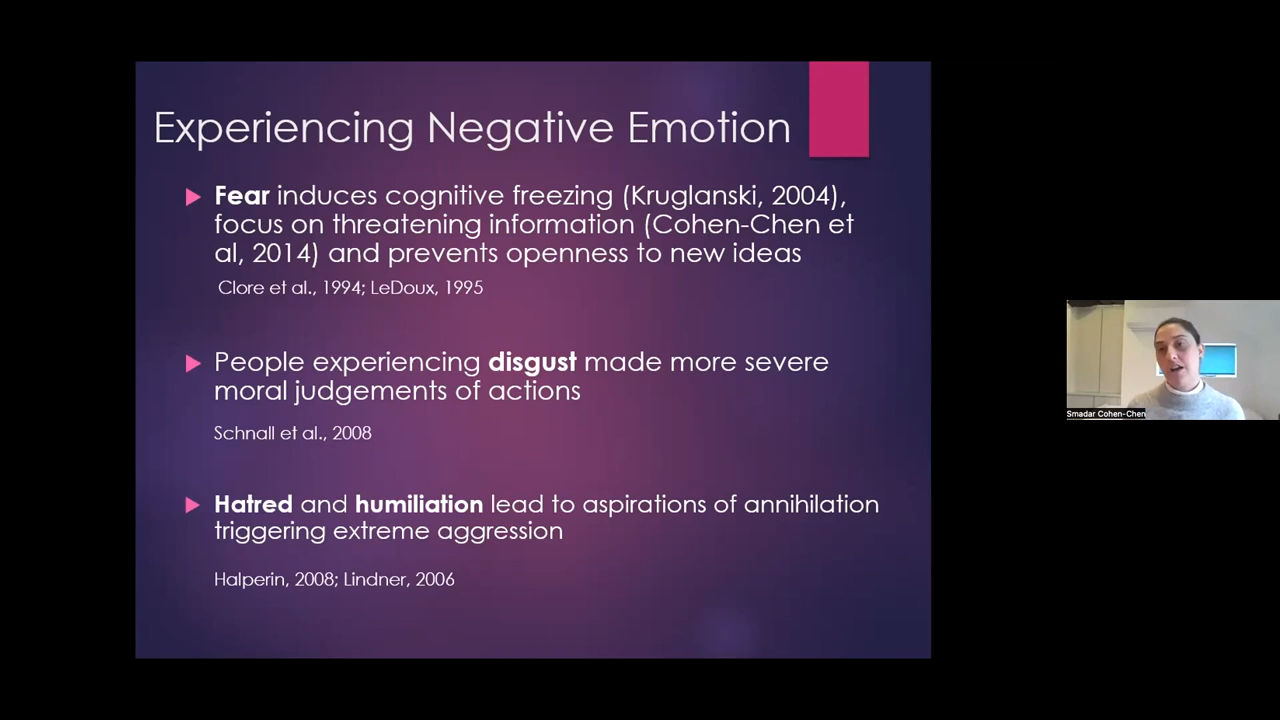 Experiencing Negative Emotion
Fear induces cognitive freezing (Kruglanski, 2004),
focus on threatening information (Cohen-Chen et
al, 2014) and prevents openness to new ideas
Clore et al., 1994; LeDoux, 1995
People experiencing disgust made more severe
moral judgements of actions
Schnall et al., 2008
Hatred and humiliation lead to aspirations of annihilation
triggering extreme aggression
Halperin, 2008; Lindner, 2006
Smadar Cohen-Chen